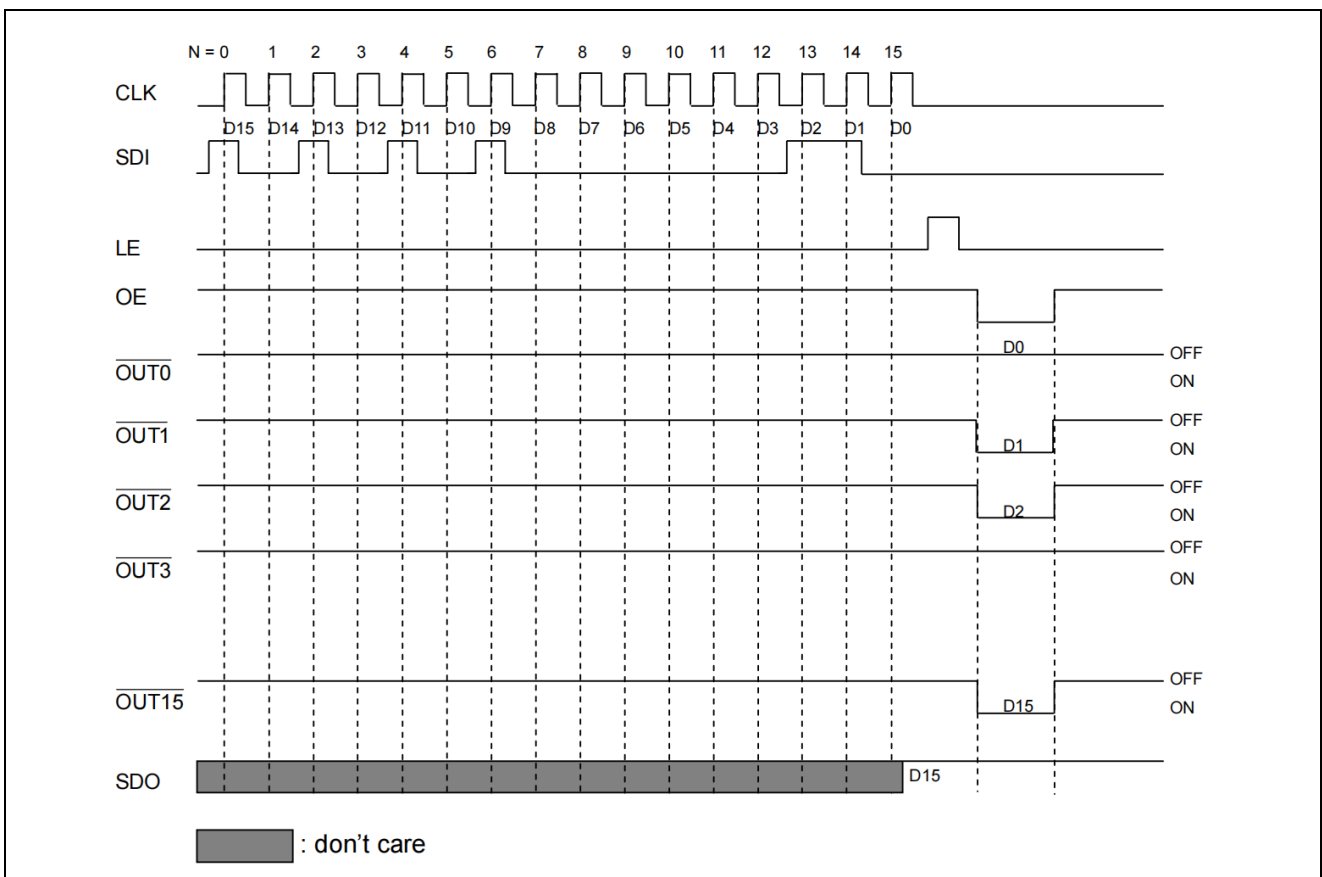 N = 0 1 2 3 4 5 6 7 8 9 10 11 12 13 14 15
CLK
D15 D14 D13 D12 D11 D10 D9 D8 D7 D6 D5 D4 D3 D2 D1 D0
SDI
LE
OE
D0
OFF
OUT0
ON
OFF
OUT1
D1
ON
OFF
OUT2
D2
ON
OFF
OUT3
ON
OFF
OUT15
D15
ON
SDO
D15
: don't care